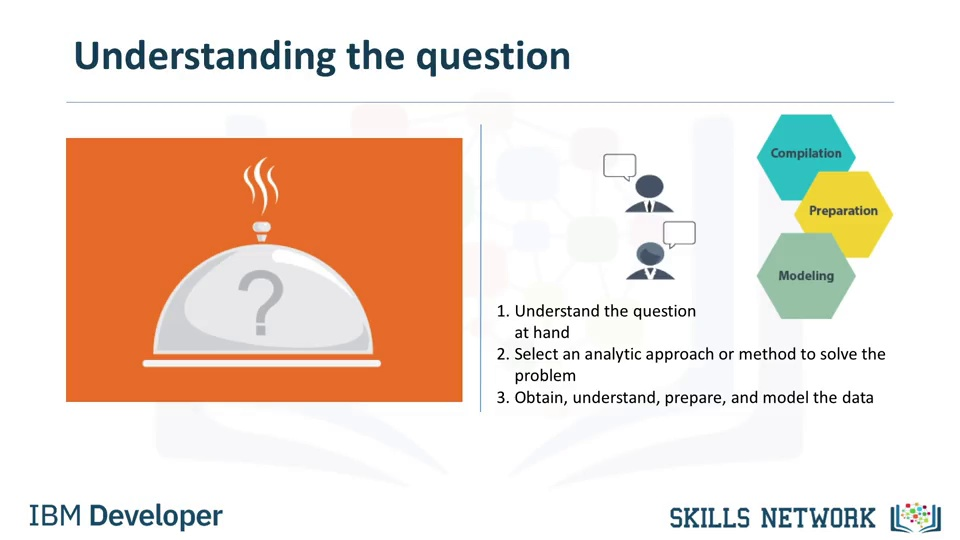 Understanding the question
?
Compilation
Preparation
Modeling
1. Understand the question
at hand
2. Select an analytic approach or method to solve the
problem
3. Obtain, understand, prepare, and model the data
IBM Developer
SKILLS NETWORK